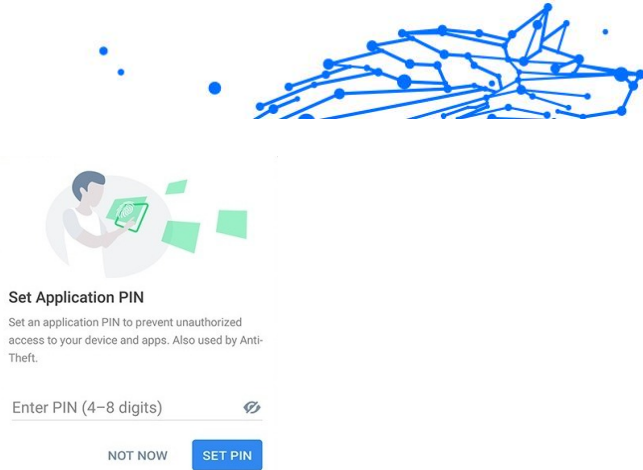 Set Application PIN
Set an application PIN to prevent unauthorized
access to your device and apps. Also used by Anti-
Theft.
Enter PIN (4–8 digits)
NOT NOW SET PIN